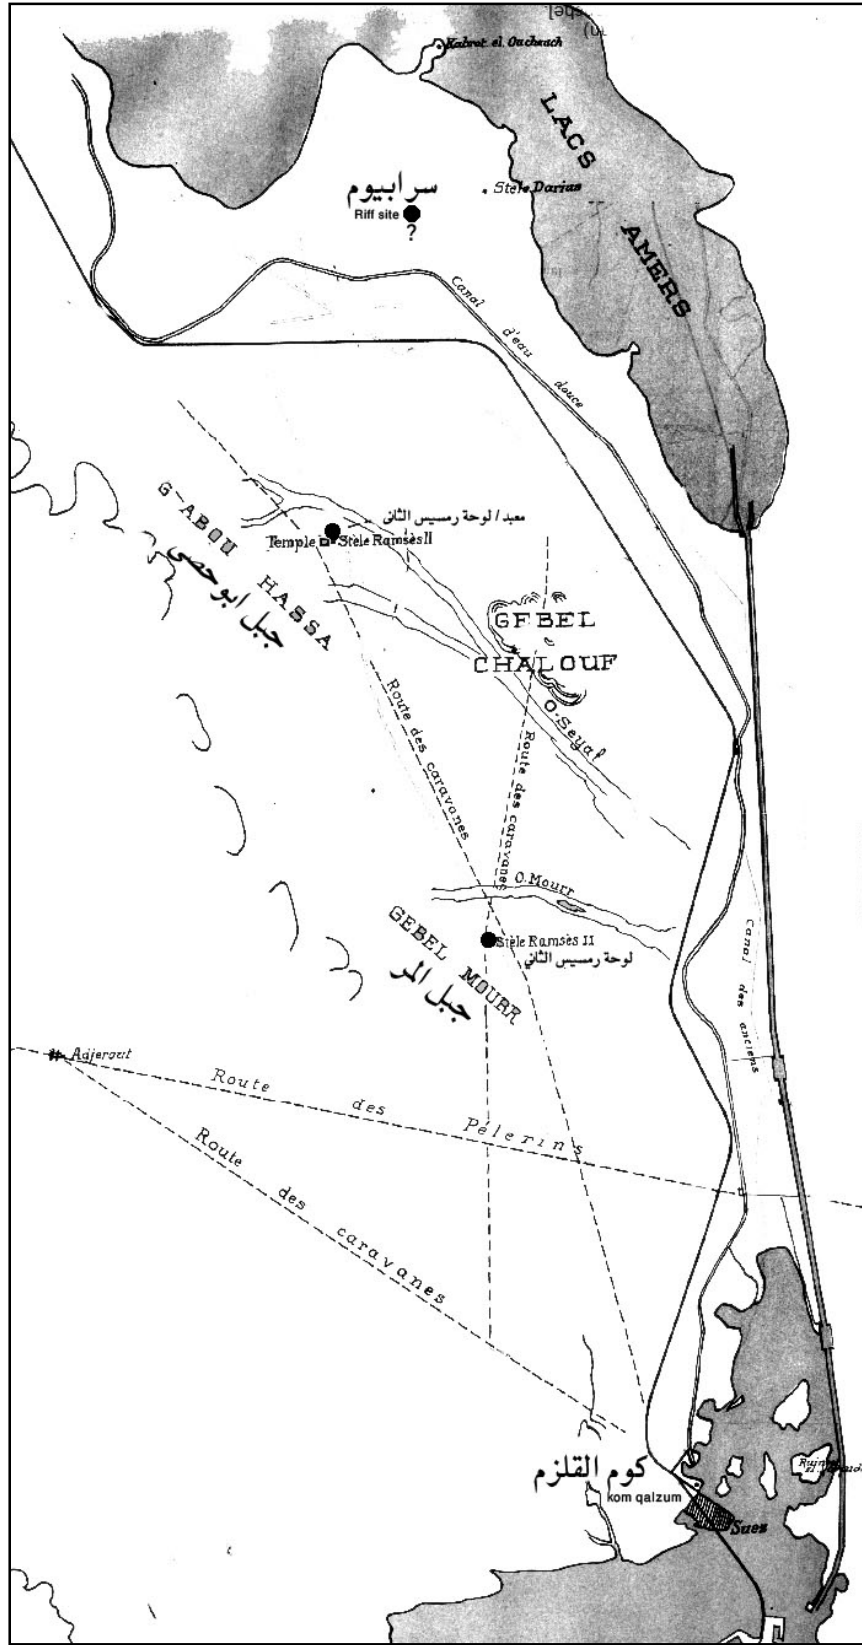 Kabret. el. Ouchrach
LACS
AMERS
سرابيوم
Riff site
?
Stèle Darius
Canal
d'eau
douce
G-ABOU HASSA
جبل ابو حصى
معبد / لوحة رمسيس الثانى
Temple Stèle Ramsès II
GEBEL
CHALOUF
O. Seyal
Route des caravanes
Route des caravanes
O. Mourr
Stèle Ramsès II
لوحة رمسيس الثاني
GEBEL MOURR
جبل المر
Canal des anciens
Adjerout
Route des Pélerins
Route des caravanes
كوم القلزم
kom qalzum
Suez